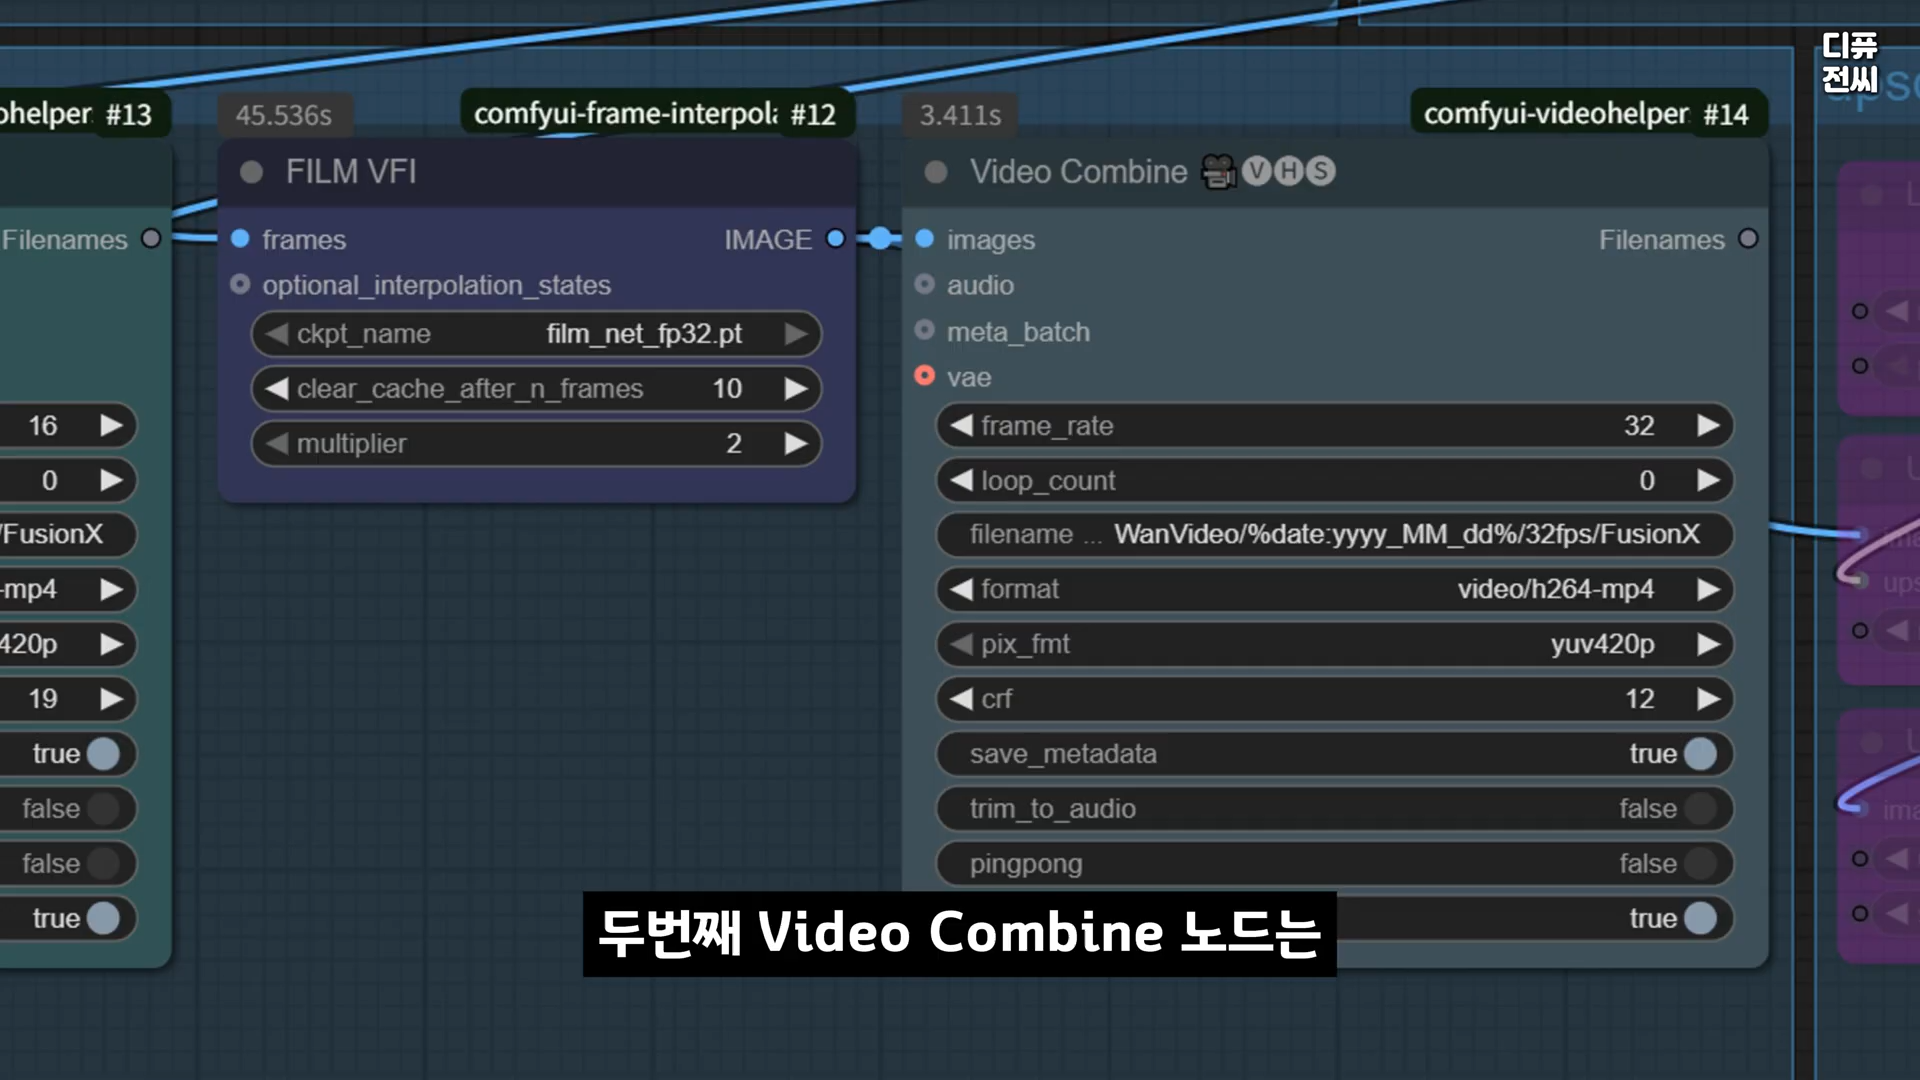 디퓨
전씨
ohelper #13
45.536s
comfyui-frame-interpola #12
3.411s
comfyui-videohelper #14
FILM VFI
Video Combine 🎥🅥🅗🅢
Filenames
frames
IMAGE
images
Filenames
optional_interpolation_states
audio
ckpt_name film_net_fp32.pt
meta_batch
clear_cache_after_n_frames 10
vae
multiplier 2
16
frame_rate 32
0
loop_count 0
/FusionX
filename ... WanVideo/%date:yyyy_MM_dd%/32fps/FusionX
-mp4
format video/h264-mp4
420p
pix_fmt yuv420p
ups
19
crf 12
true
save_metadata true
false
trim_to_audio false
false
pingpong false
true
true
두번째 Video Combine 노드는